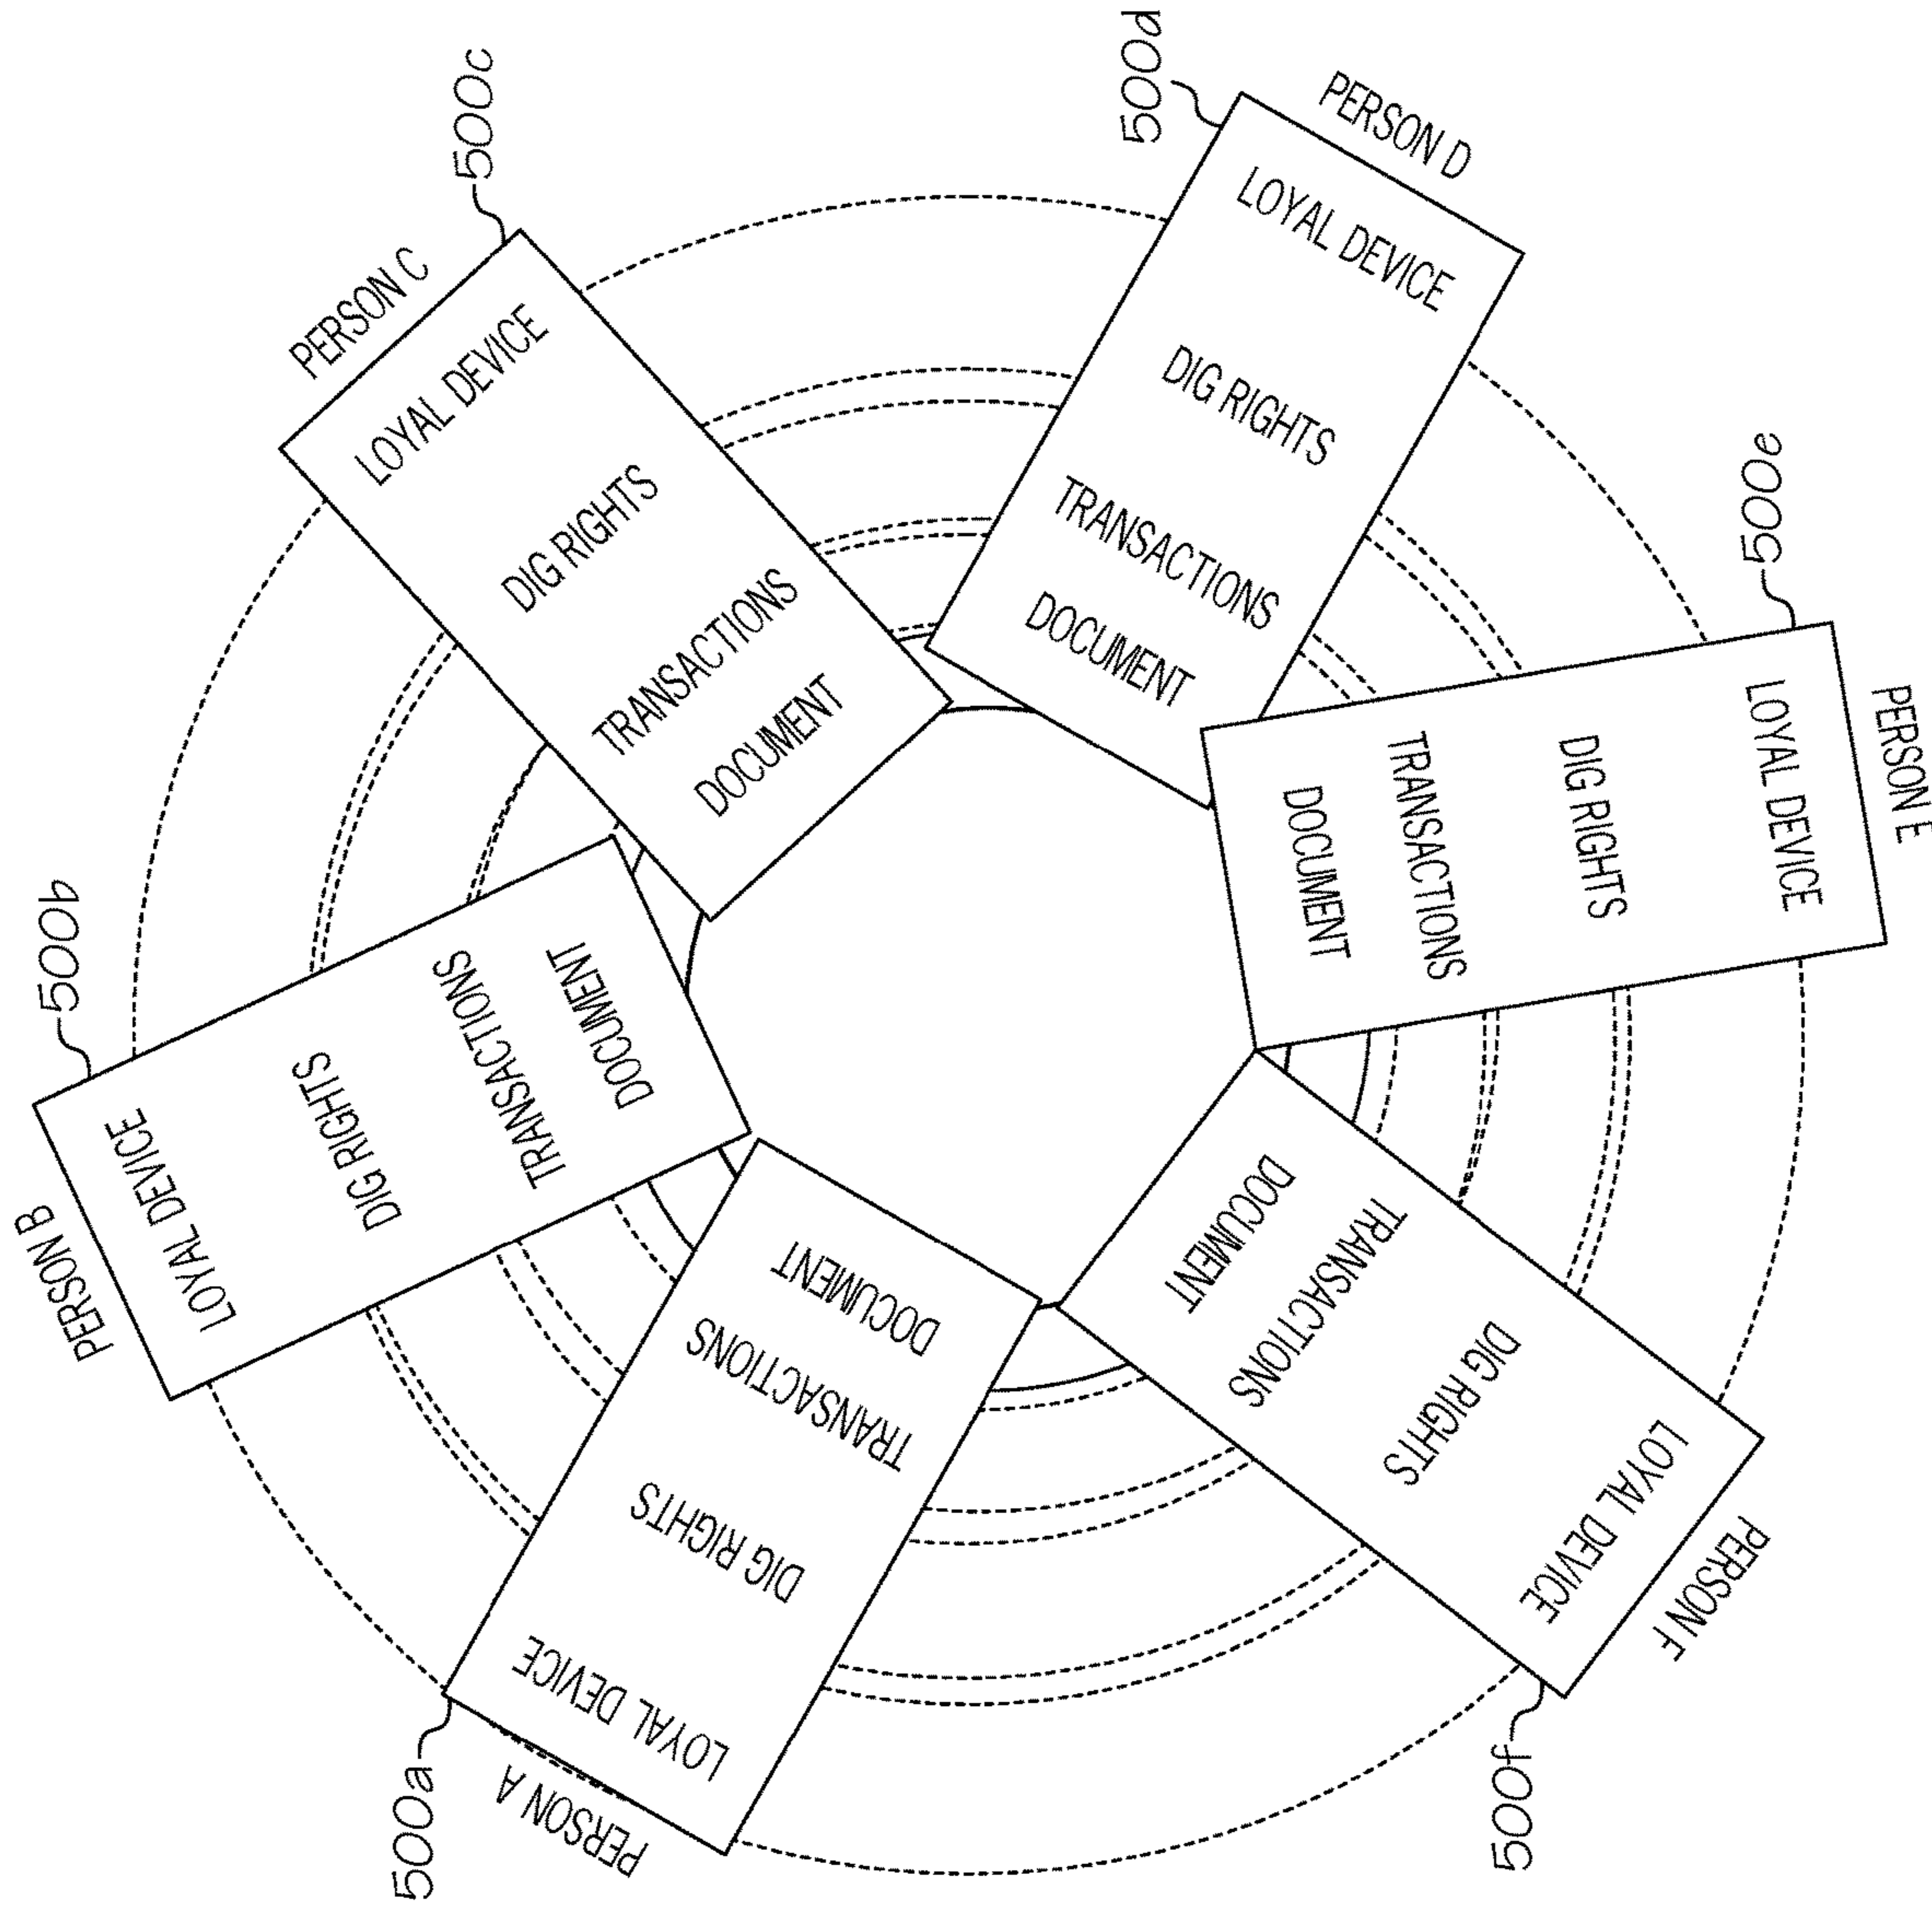 500a
PERSON A
LOYAL DEVICE
DIG RIGHTS
TRANSACTIONS
DOCUMENT
500b
PERSON B
LOYAL DEVICE
DIG RIGHTS
TRANSACTIONS
DOCUMENT
500c
PERSON C
LOYAL DEVICE
DIG RIGHTS
TRANSACTIONS
DOCUMENT
500d
PERSON D
LOYAL DEVICE
DIG RIGHTS
TRANSACTIONS
DOCUMENT
500e
PERSON E
LOYAL DEVICE
DIG RIGHTS
TRANSACTIONS
DOCUMENT
500f
PERSON F
LOYAL DEVICE
DIG RIGHTS
TRANSACTIONS
DOCUMENT